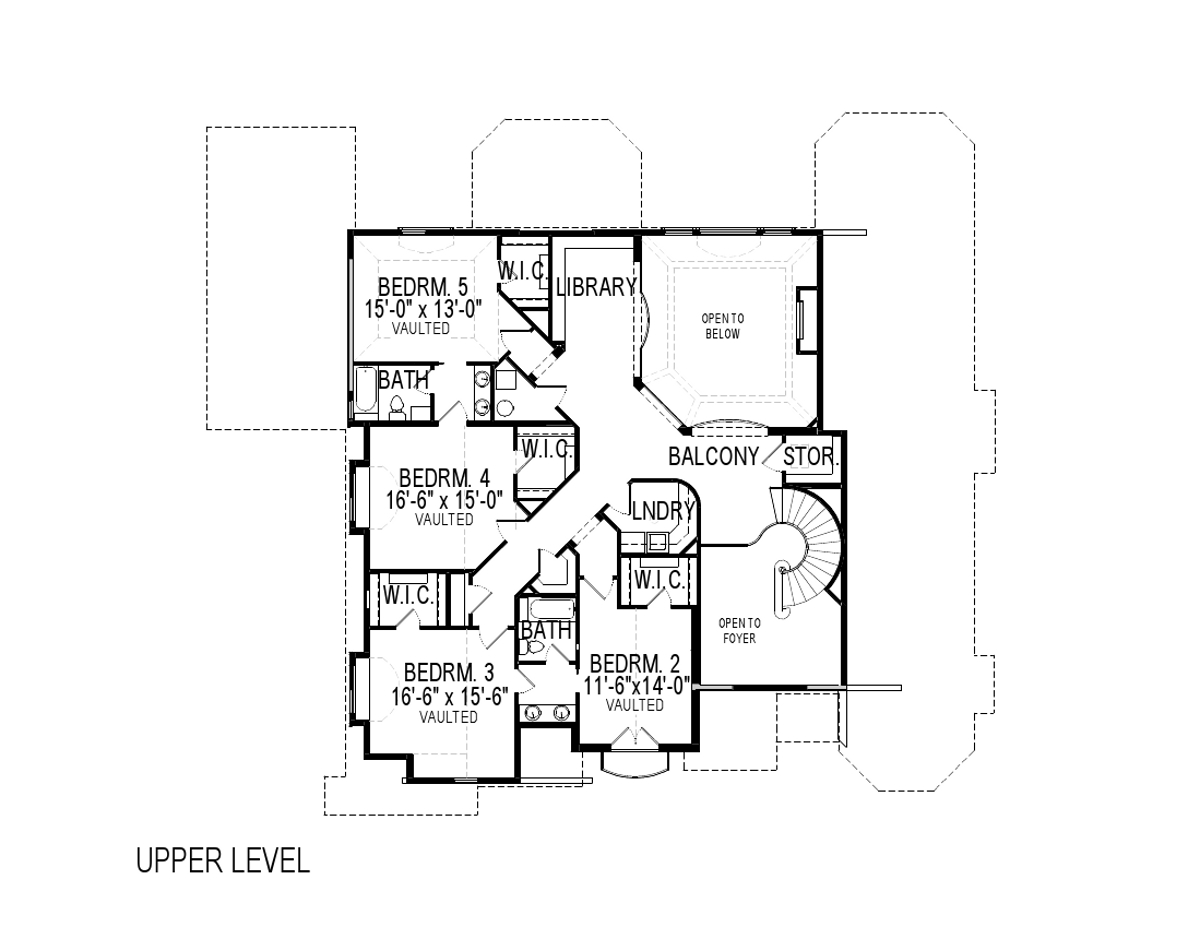 W.I.C.
BEDRM. 5
15'-0" x 13'-0"
VAULTED
LIBRARY
OPEN TO
BELOW
BATH
W.I.C.
BALCONY
STOR.
BEDRM. 4
16'-6" x 15'-0"
VAULTED
LNDRY
W.I.C.
W.I.C.
BATH
OPEN TO
FOYER
BEDRM. 3
16'-6" x 15'-6"
VAULTED
BEDRM. 2
11'-6"x14'-0"
VAULTED
UPPER LEVEL